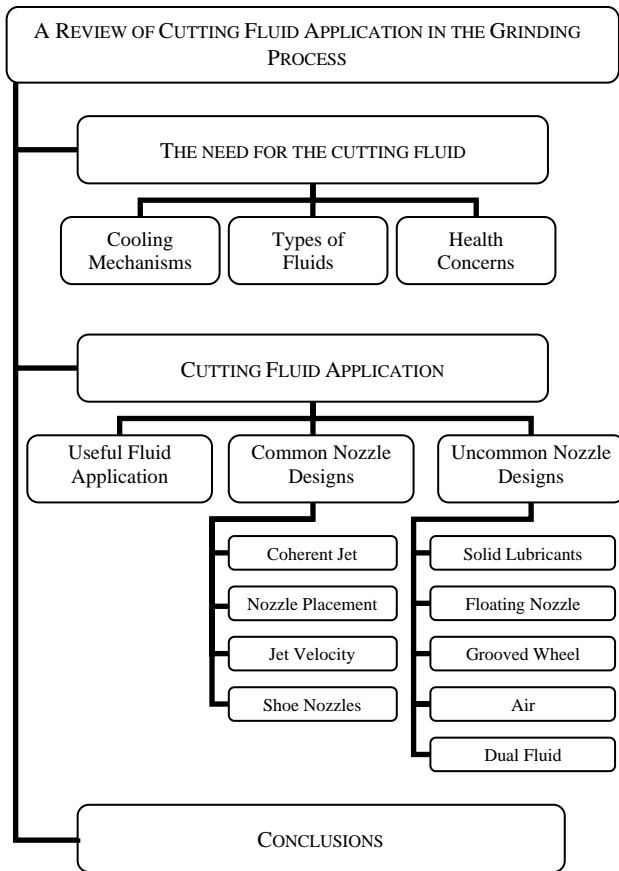 A REVIEW OF CUTTING FLUID APPLICATION IN THE GRINDING
PROCESS
THE NEED FOR THE CUTTING FLUID
Cooling
Mechanisms
Types of
Fluids
Health
Concerns
CUTTING FLUID APPLICATION
Useful Fluid
Application
Common Nozzle
Designs
Uncommon Nozzle
Designs
Coherent Jet
Nozzle Placement
Jet Velocity
Shoe Nozzles
Solid Lubricants
Floating Nozzle
Grooved Wheel
Air
Dual Fluid
CONCLUSIONS